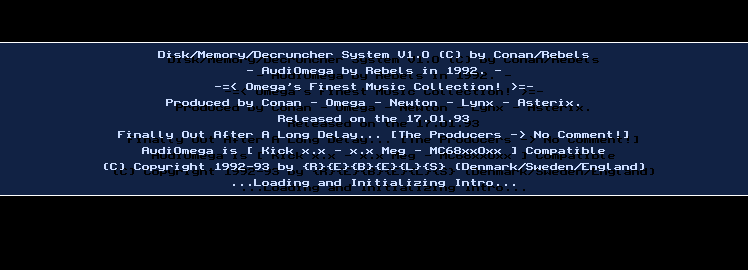 Disk/Memory/Decruncher System V1.0 (C) by Conan/Rebels
- AudiOmega by Rebels in 1992. -
-=< Omega's Finest Music Collection! >=-
Produced by Conan - Omega - Newton - Lynx - Asterix.
Released on the 17.01.93
Finally Out After A Long Delay... [The Producers -> No Comment!]
AudiOmega is [ Kick x.x - x.x Meg - MC68xx0xx ] Compatible
(C) Copyright 1992-93 by {R}{E}{B}{E}{L}{S} (Denmark/Sweden/England)
...Loading and Initializing Intro...